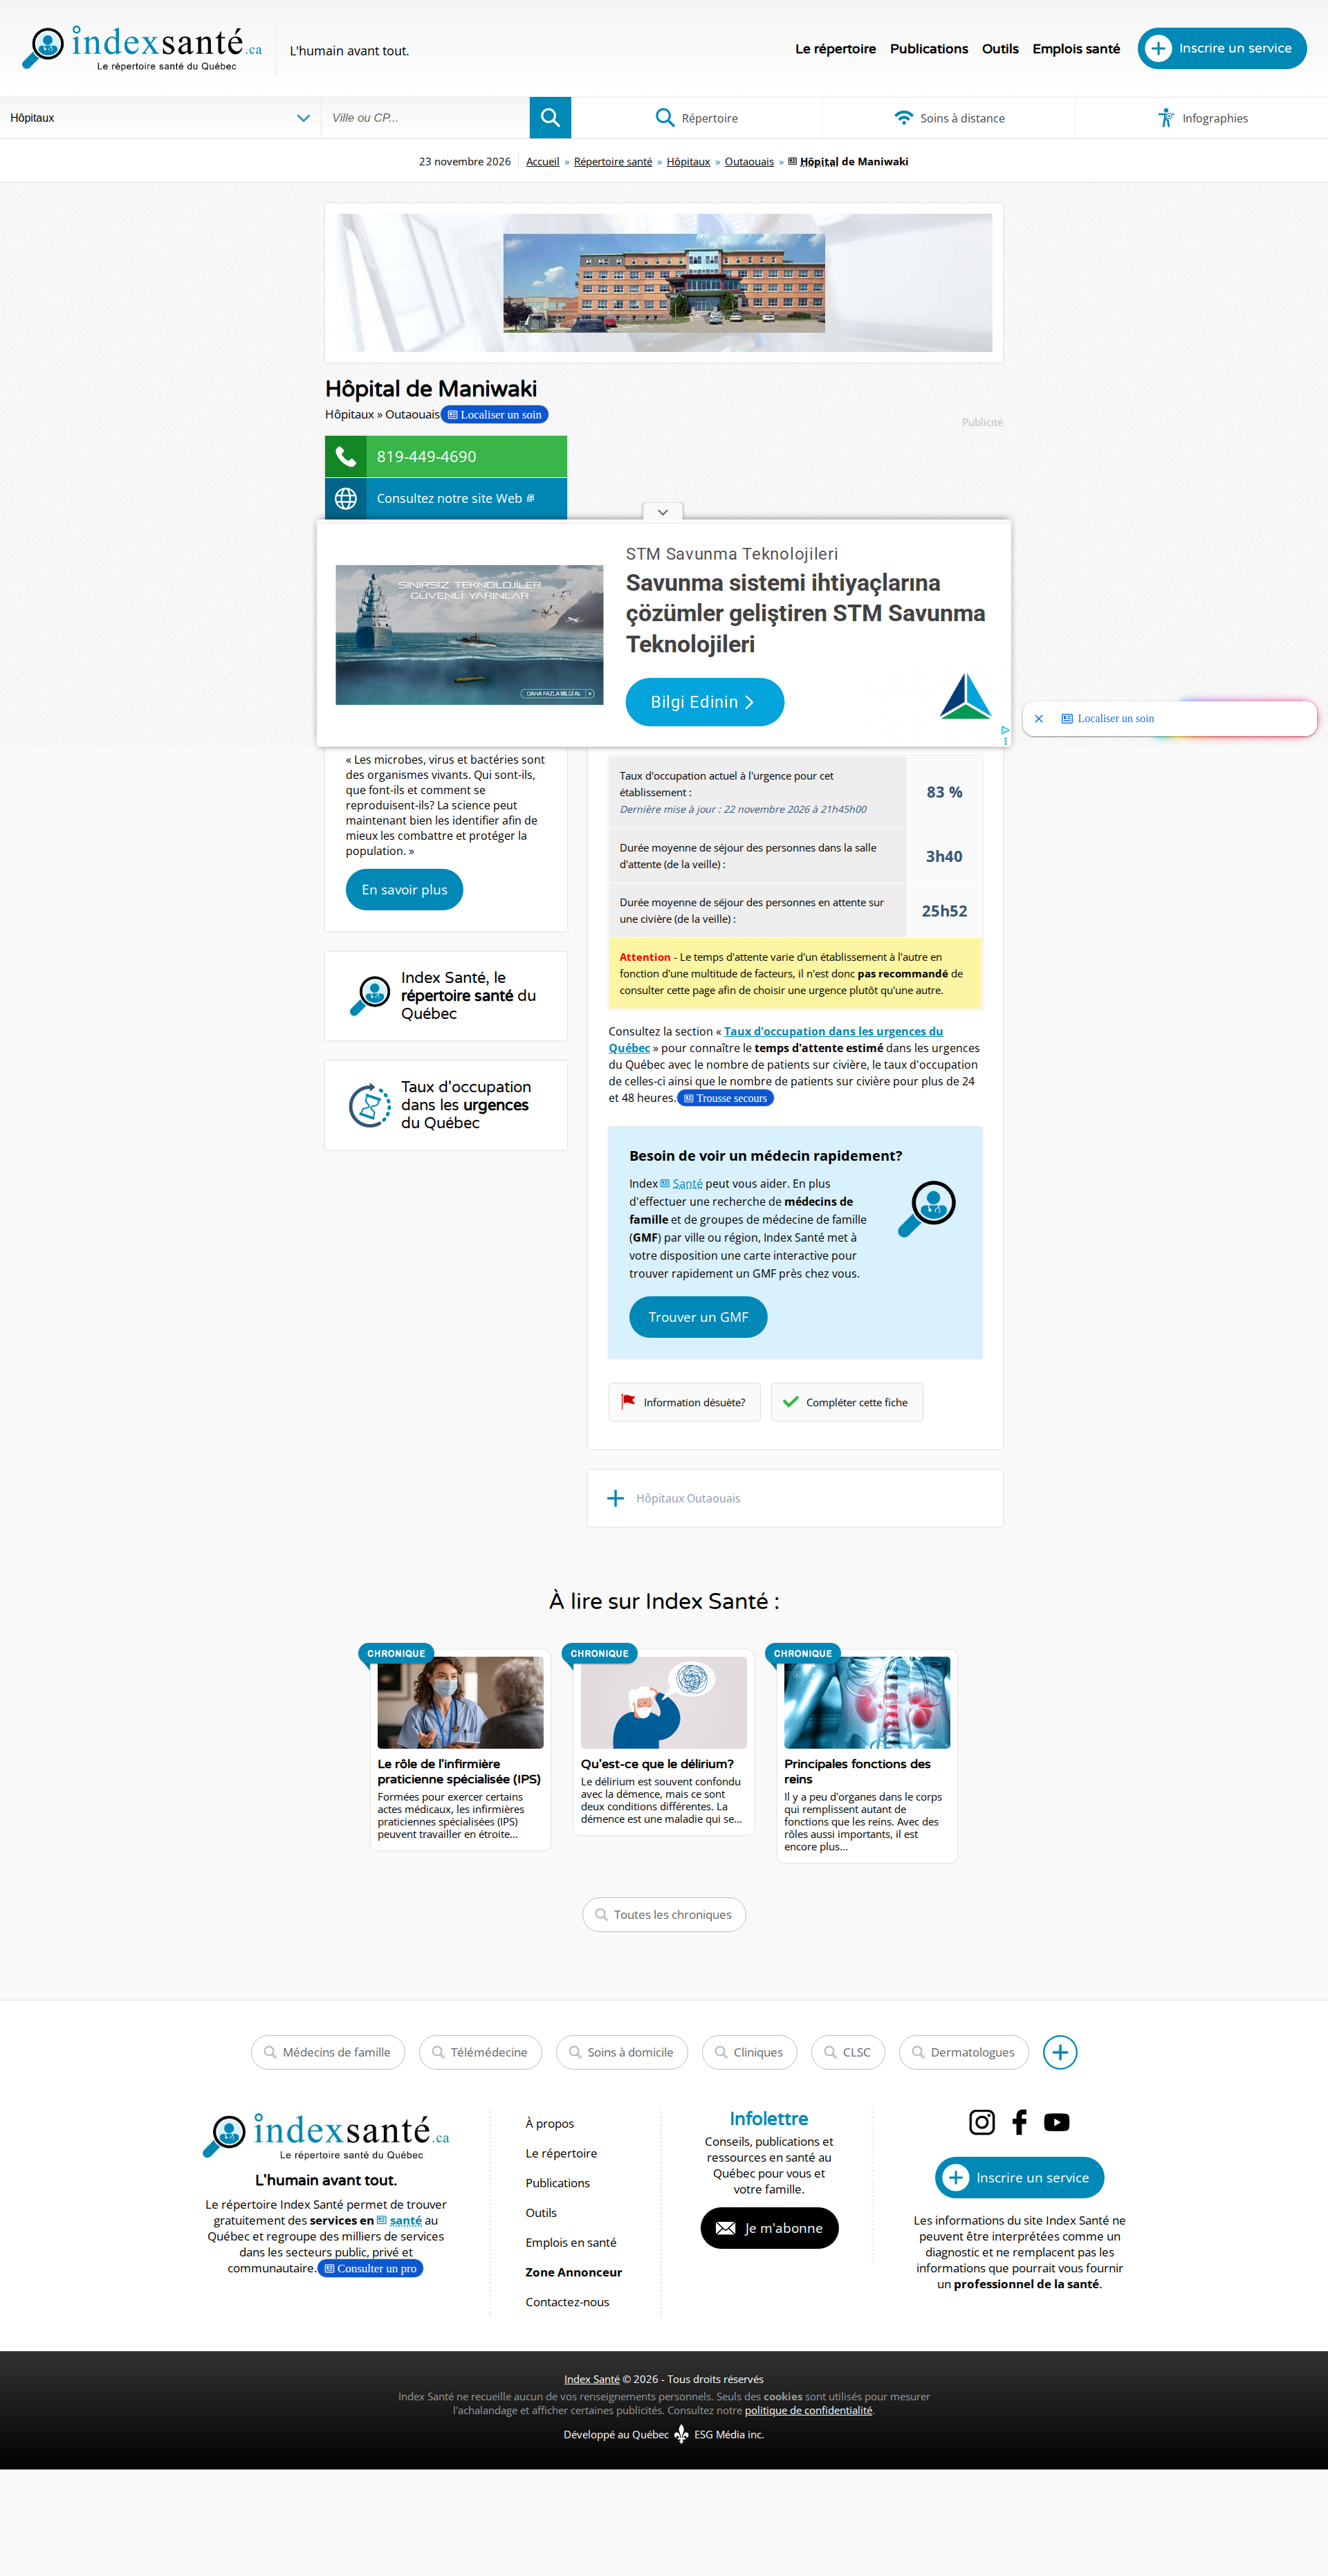 indexsanté.ca
Le répertoire santé du Québec
L'humain avant tout.
Le répertoire
Publications
Outils
Emplois santé
Inscrire un service
Hôpitaux
Ville ou CP...
Répertoire
Soins à distance
Infographies
23 novembre 2026
Accueil » Répertoire santé » Hôpitaux » Outaouais » Hôpital de Maniwaki
Hôpital de Maniwaki
Hôpitaux » Outaouais Localiser un soin
Publicité
819-449-4690
Consultez notre site Web
SINIRSIZ TEKNOLOJİLER
GÜVENLİ YARINLAR
DAHA FAZLA BİLGİ AL
STM Savunma Teknolojileri
Savunma sistemi ihtiyaçlarına
çözümler geliştiren STM Savunma
Teknolojileri
Bilgi Edinin
Localiser un soin
« Les microbes, virus et bactéries sont
des organismes vivants. Qui sont-ils,
que font-ils et comment se
reproduisent-ils? La science peut
maintenant bien les identifier afin de
mieux les combattre et protéger la
population. »
En savoir plus
Index Santé, le
répertoire santé du
Québec
Taux d'occupation
dans les urgences
du Québec
Taux d'occupation actuel à l'urgence pour cet
établissement :
Dernière mise à jour : 22 novembre 2026 à 21h45h00
83 %
Durée moyenne de séjour des personnes dans la salle
d'attente (de la veille) :
3h40
Durée moyenne de séjour des personnes en attente sur
une civière (de la veille) :
25h52
Attention - Le temps d'attente varie d'un établissement à l'autre en
fonction d'une multitude de facteurs, il n'est donc pas recommandé de
consulter cette page afin de choisir une urgence plutôt qu'une autre.
Consultez la section « Taux d'occupation dans les urgences du
Québec » pour connaître le temps d'attente estimé dans les urgences
du Québec avec le nombre de patients sur civière, le taux d'occupation
de celles-ci ainsi que le nombre de patients sur civière pour plus de 24
et 48 heures. Trousse secours
Besoin de voir un médecin rapidement?
Index Santé peut vous aider. En plus
d'effectuer une recherche de médecins de
famille et de groupes de médecine de famille
(GMF) par ville ou région, Index Santé met à
votre disposition une carte interactive pour
trouver rapidement un GMF près chez vous.
Trouver un GMF
Information désuète?
Compléter cette fiche
Hôpitaux Outaouais
À lire sur Index Santé :
CHRONIQUE
Le rôle de l'infirmière
praticienne spécialisée (IPS)
Formées pour exercer certains
actes médicaux, les infirmières
praticiennes spécialisées (IPS)
peuvent travailler en étroite...
CHRONIQUE
Qu'est-ce que le délirium?
Le délirium est souvent confondu
avec la démence, mais ce sont
deux conditions différentes. La
démence est une maladie qui se...
CHRONIQUE
Principales fonctions des
reins
Il y a peu d'organes dans le corps
qui remplissent autant de
fonctions que les reins. Avec des
rôles aussi importants, il est
encore plus...
Toutes les chroniques
Médecins de famille
Télémédecine
Soins à domicile
Cliniques
CLSC
Dermatologues
indexsanté.ca
Le répertoire santé du Québec
L'humain avant tout.
Le répertoire Index Santé permet de trouver
gratuitement des services en santé au
Québec et regroupe des milliers de services
dans les secteurs public, privé et
communautaire. Consulter un pro
À propos
Le répertoire
Publications
Outils
Emplois en santé
Zone Annonceur
Contactez-nous
Infolettre
Conseils, publications et
ressources en santé au
Québec pour vous et
votre famille.
Je m'abonne
Inscrire un service
Les informations du site Index Santé ne
peuvent être interprétées comme un
diagnostic et ne remplacent pas les
informations que pourrait vous fournir
un professionnel de la santé.
Index Santé © 2026 - Tous droits réservés
Index Santé ne recueille aucun de vos renseignements personnels. Seuls des cookies sont utilisés pour mesurer
l'achalandage et afficher certaines publicités. Consultez notre politique de confidentialité.
Développé au Québec ESG Média inc.